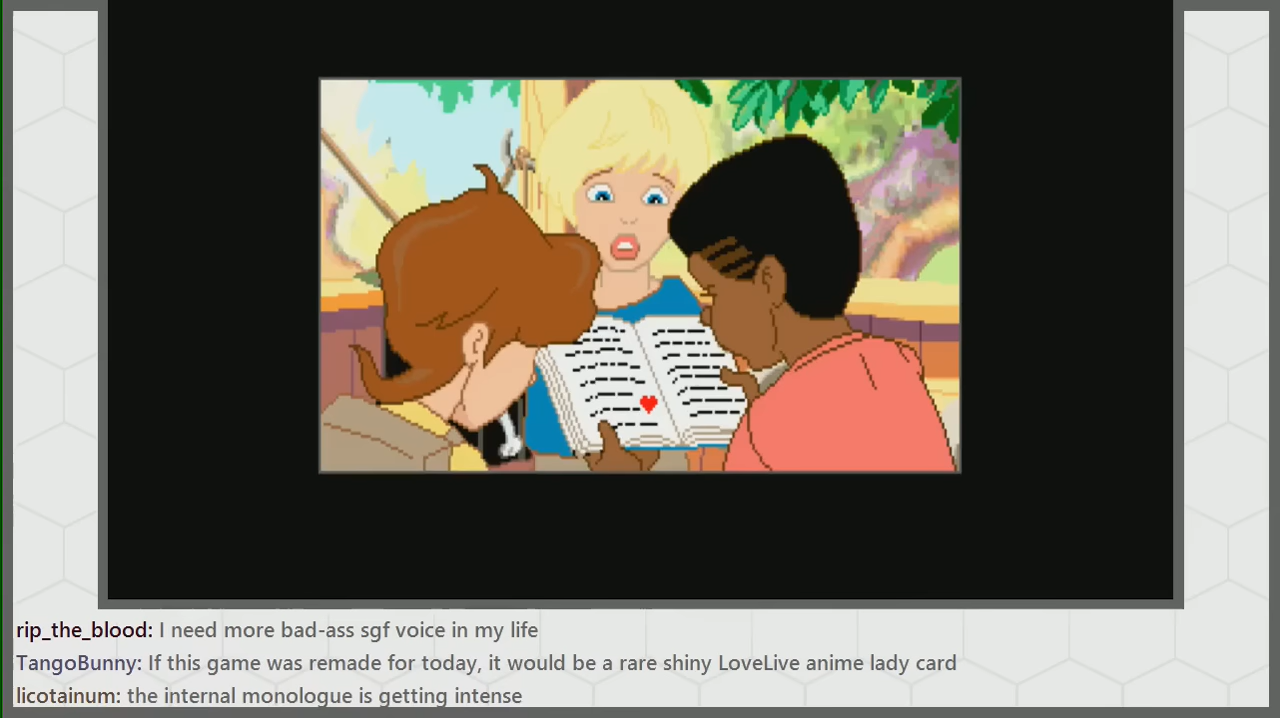 rip_the_blood: I need more bad-ass sgf voice in my life
TangoBunny: If this game was remade for today, it would be a rare shiny LoveLive anime lady card
licotainum: the internal monologue is getting intense